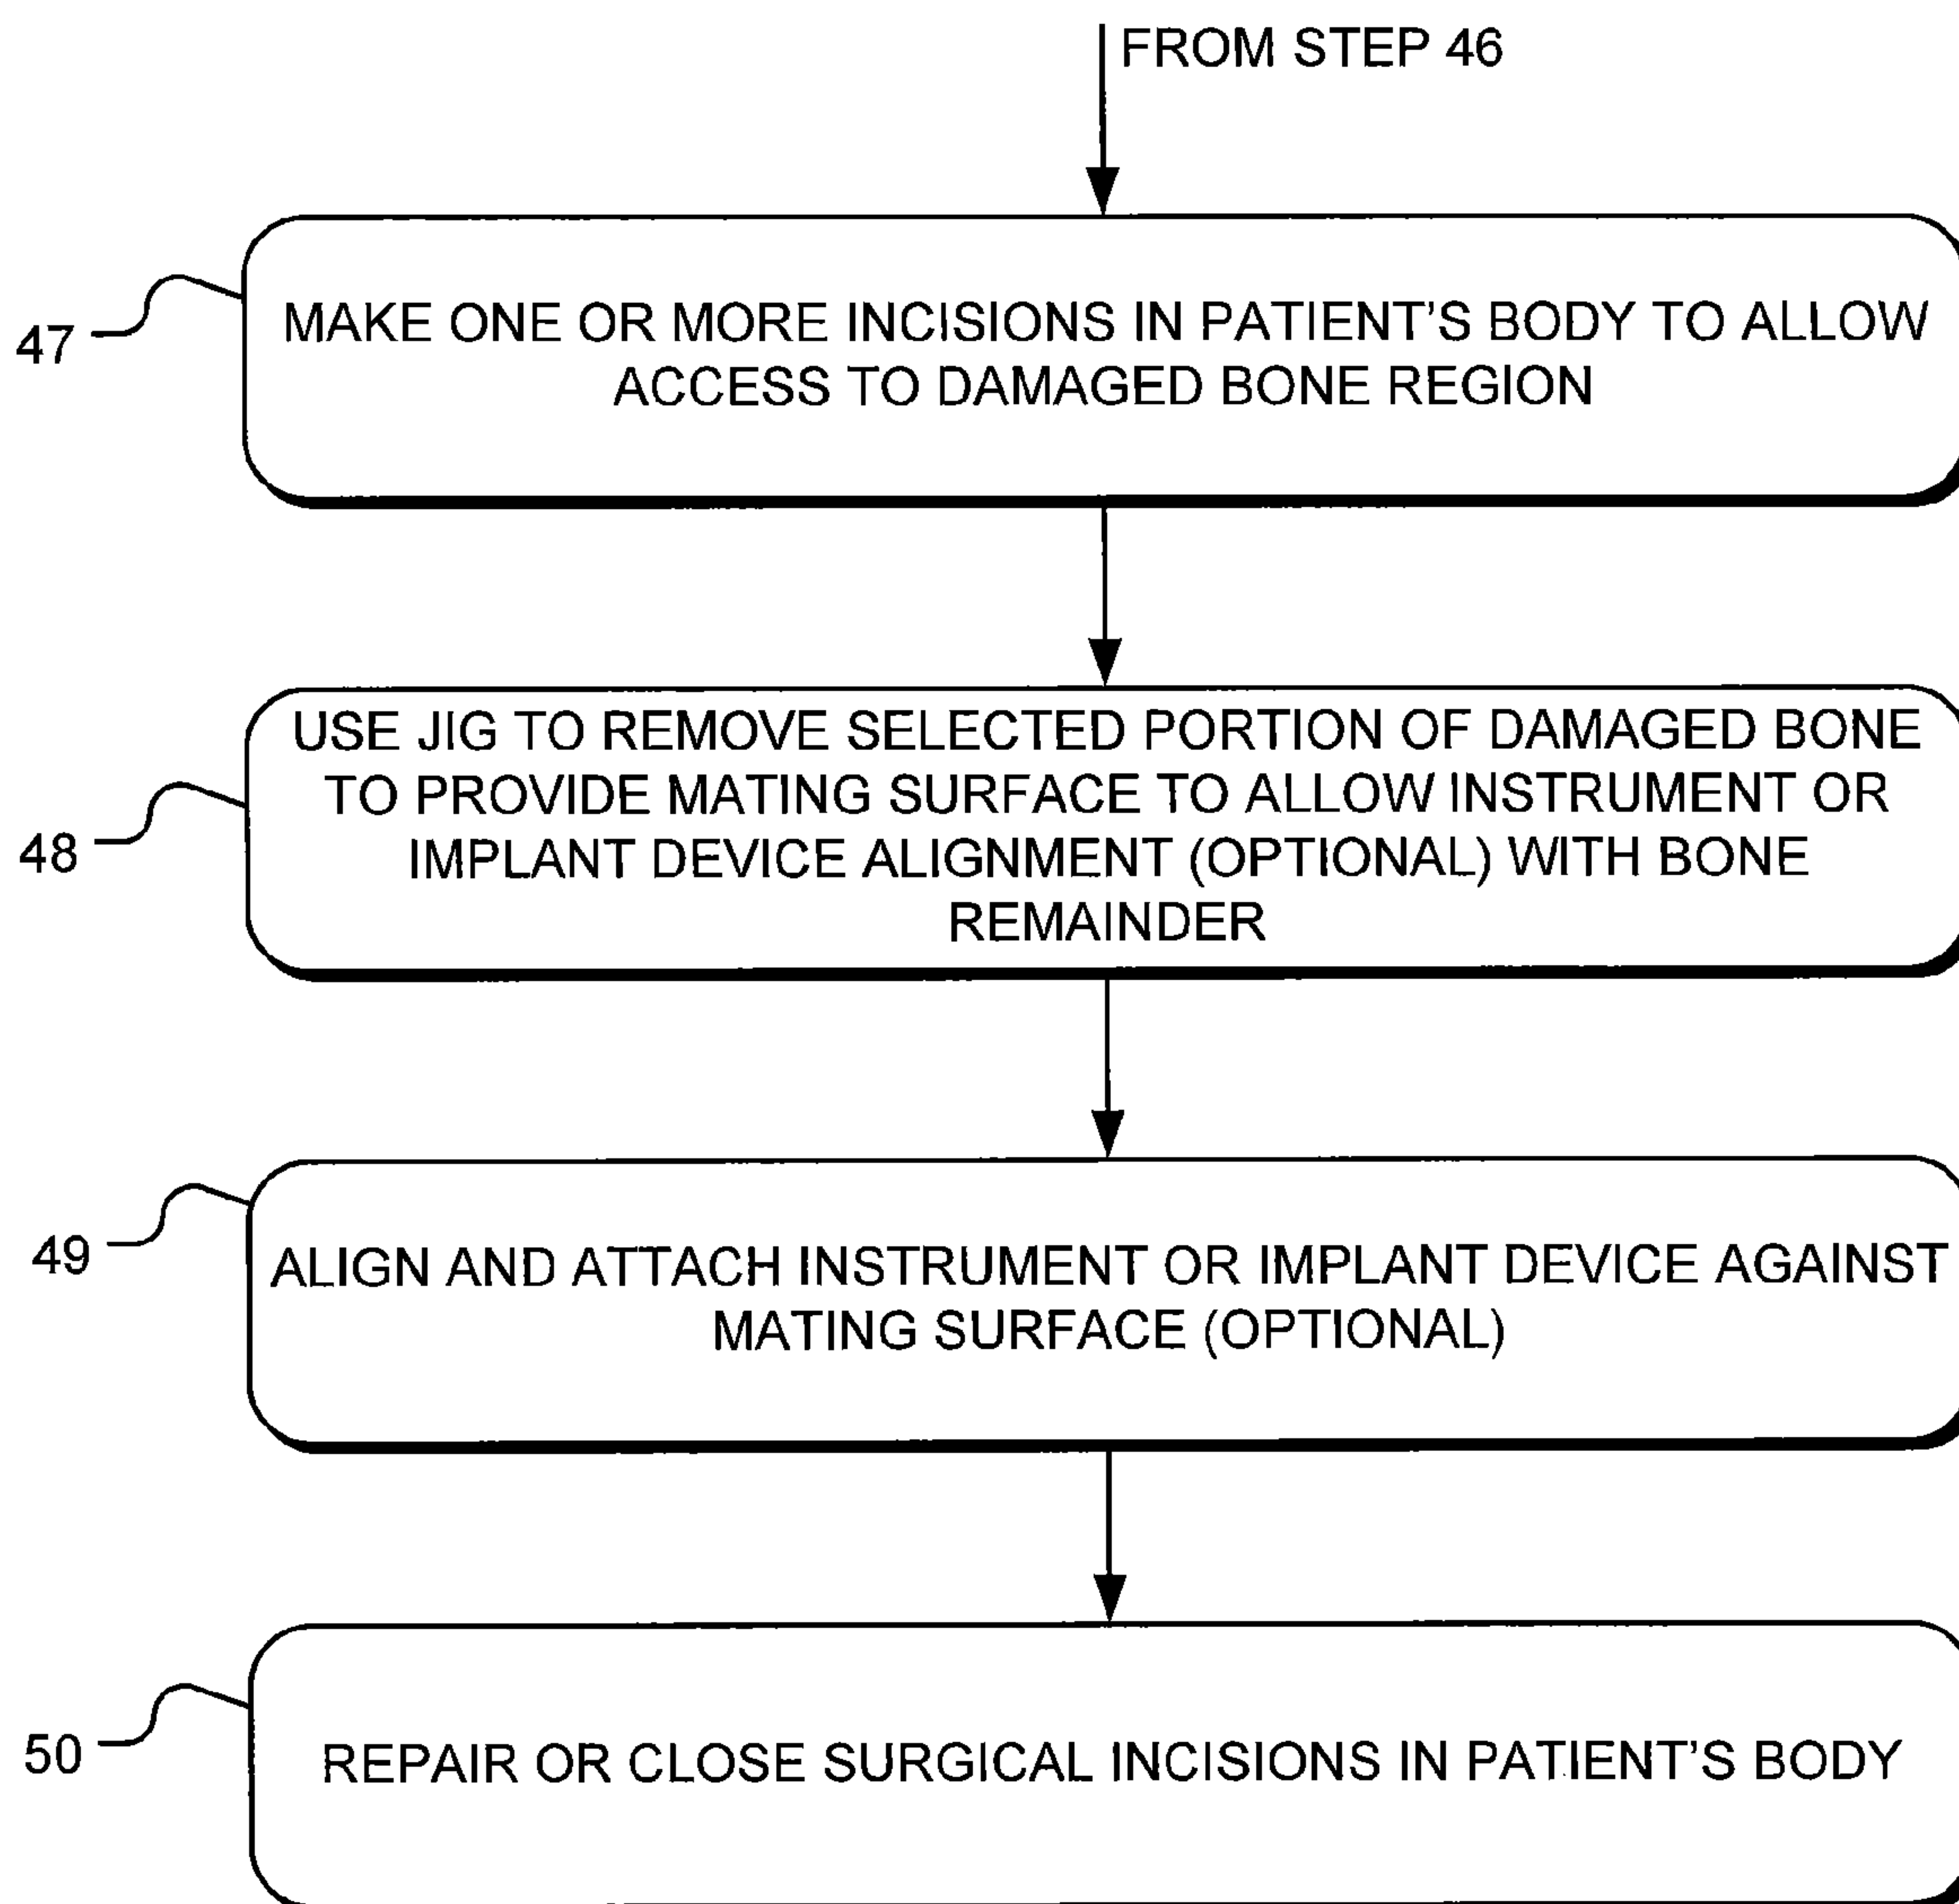 FROM STEP 46
47
MAKE ONE OR MORE INCISIONS IN PATIENT'S BODY TO ALLOW
ACCESS TO DAMAGED BONE REGION
48
USE JIG TO REMOVE SELECTED PORTION OF DAMAGED BONE
TO PROVIDE MATING SURFACE TO ALLOW INSTRUMENT OR
IMPLANT DEVICE ALIGNMENT (OPTIONAL) WITH BONE
REMAINDER
49
ALIGN AND ATTACH INSTRUMENT OR IMPLANT DEVICE AGAINST
MATING SURFACE (OPTIONAL)
50
REPAIR OR CLOSE SURGICAL INCISIONS IN PATIENT'S BODY